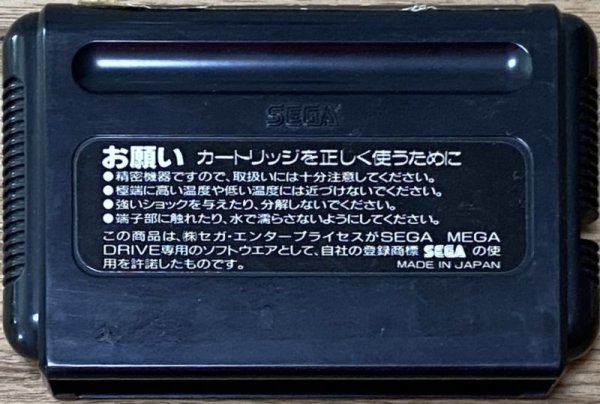 SEGA
お願い カートリッジを正しく使うために
●精密機器ですので、取扱いには十分注意してください。
●極端に高い温度や低い温度には近づけないでください。
●強いショックを与えたり、分解しないでください。
●端子部に触れたり、水で濡らさないようにしてください。
この商品は、㈱セガ・エンタープライゼスがSEGA MEGA
DRIVE専用のソフトウエアとして、自社の登録商標 SEGA の使
用を許諾したものです。 MADE IN JAPAN